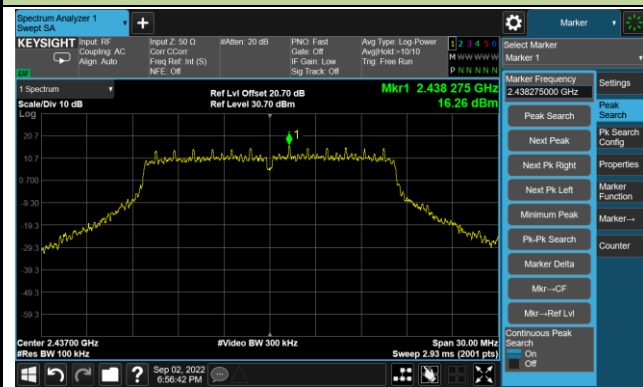 Spectrum Analyzer 1
Swept SA
KEYSIGHT
Input: RF
Coupling: AC
Align: Auto
Input Z: 50 Ω
Corr CCorr
Freq Ref: Int (S)
NFE: Off
#Atten: 20 dB
PNO: Fast
Gate: Off
IF Gain: Low
Sig Track: Off
Avg Type: Log-Power
Avg|Hold:>10/10
Trig: Free Run
1 2 3 4 5 6
M W W W W W
P N N N N N
1 Spectrum
Scale/Div 10 dB
Log
Ref Lvl Offset 20.70 dB
Ref Level 30.70 dBm
Mkr1 2.438 275 GHz
16.26 dBm
1
20.7
10.7
0.700
-9.30
-19.3
-29.3
-39.3
-49.3
-59.3
Center 2.43700 GHz
#Res BW 100 kHz
#Video BW 300 kHz
Span 30.00 MHz
Sweep 2.93 ms (2001 pts)
Sep 02, 2022
6:56:42 PM
Marker
Select Marker
Marker 1
Marker Frequency
2.438275000 GHz
Peak Search
Next Peak
Next Pk Right
Next Pk Left
Minimum Peak
Pk-Pk Search
Marker Delta
Mkr→CF
Mkr→Ref Lvl
Continuous Peak
Search
On
Off
Settings
Peak
Search
Pk Search
Config
Properties
Marker
Function
Marker→
Counter